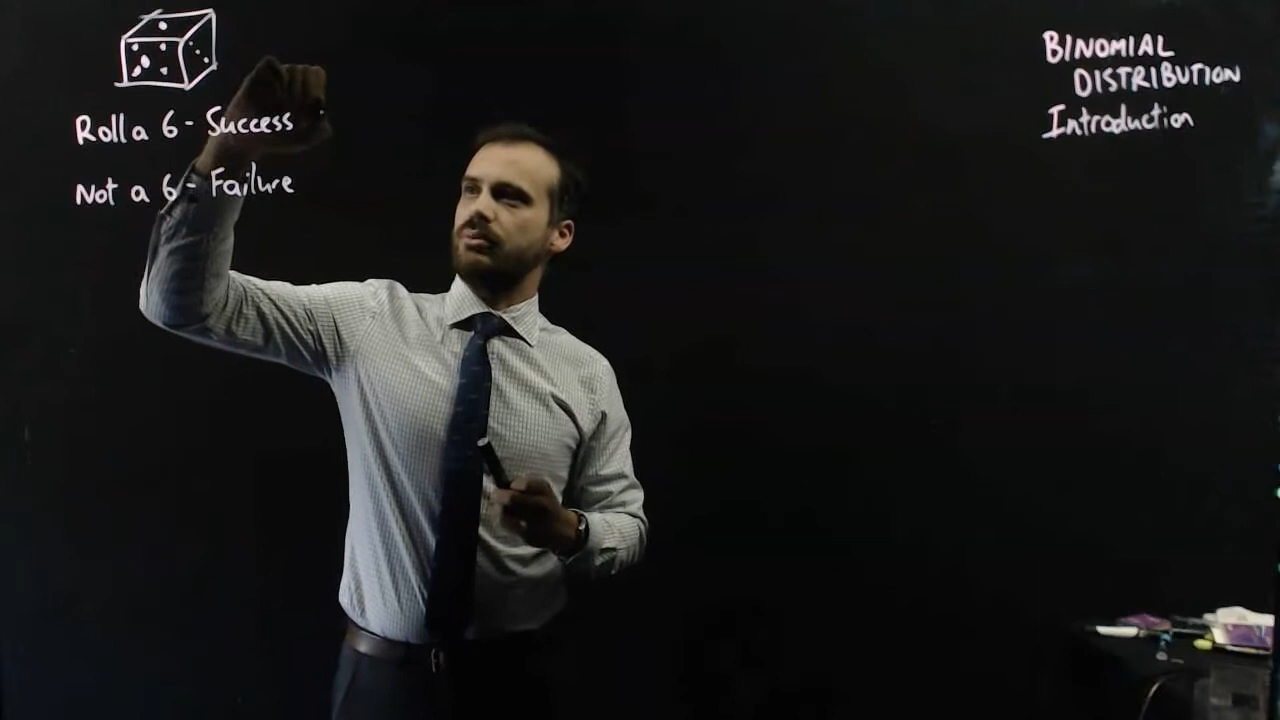 Roll a 6 - Success
Not a 6 - Failure
BINOMIAL
DISTRIBUTION
Introduction